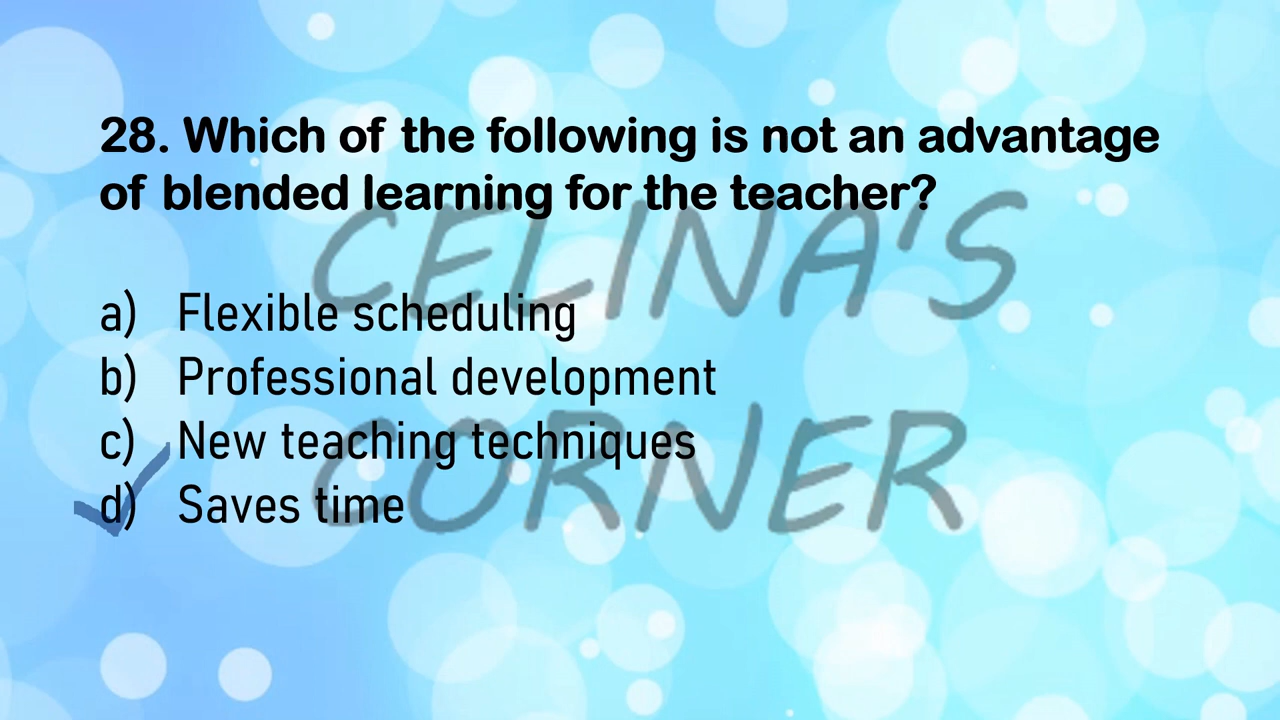 28. Which of the following is not an advantage
of blended learning for the teacher?
CELINA'S
a) Flexible scheduling
b) Professional development
c) New teaching techniques
CORNER
d) Saves time